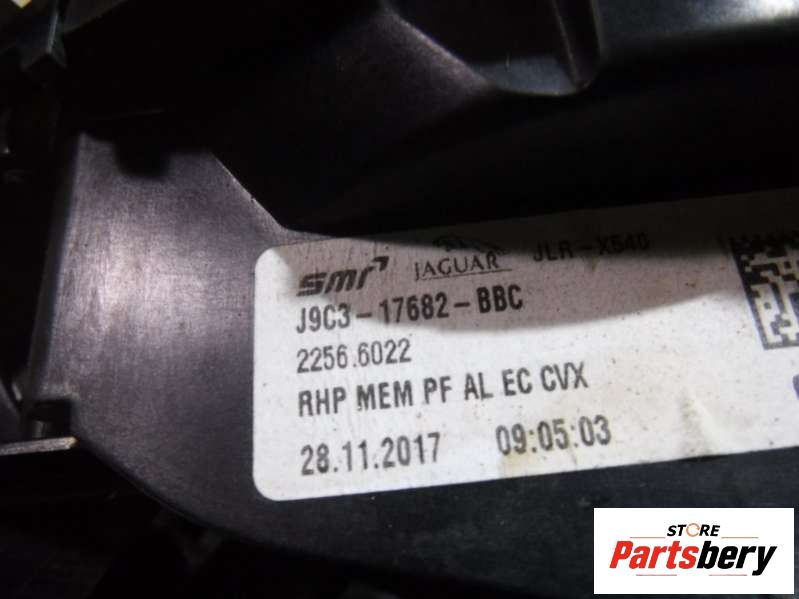 smr JAGUAR JLR-X540
J9C3-17682-BBC
2256.6022
RHP MEM PF AL EC CVX
28.11.2017 09:05:03
STORE
Partsbery